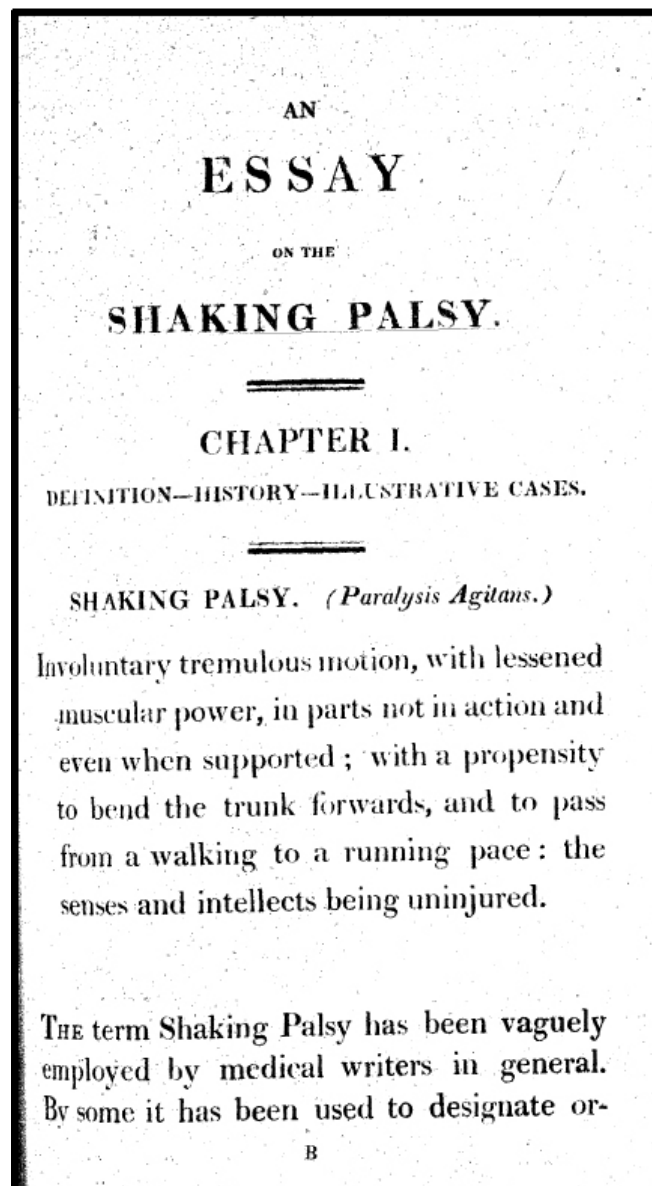 AN
ESSAY
ON THE
SHAKING PALSY.
CHAPTER I.
DEFINITION—HISTORY—ILLUSTRATIVE CASES.
SHAKING PALSY. (Paralysis Agitans.)
Involuntary tremulous motion, with lessened
muscular power, in parts not in action and
even when supported; with a propensity
to bend the trunk forwards, and to pass
from a walking to a running pace: the
senses and intellects being uninjured.
THE term Shaking Palsy has been vaguely
employed by medical writers in general.
By some it has been used to designate or-
B